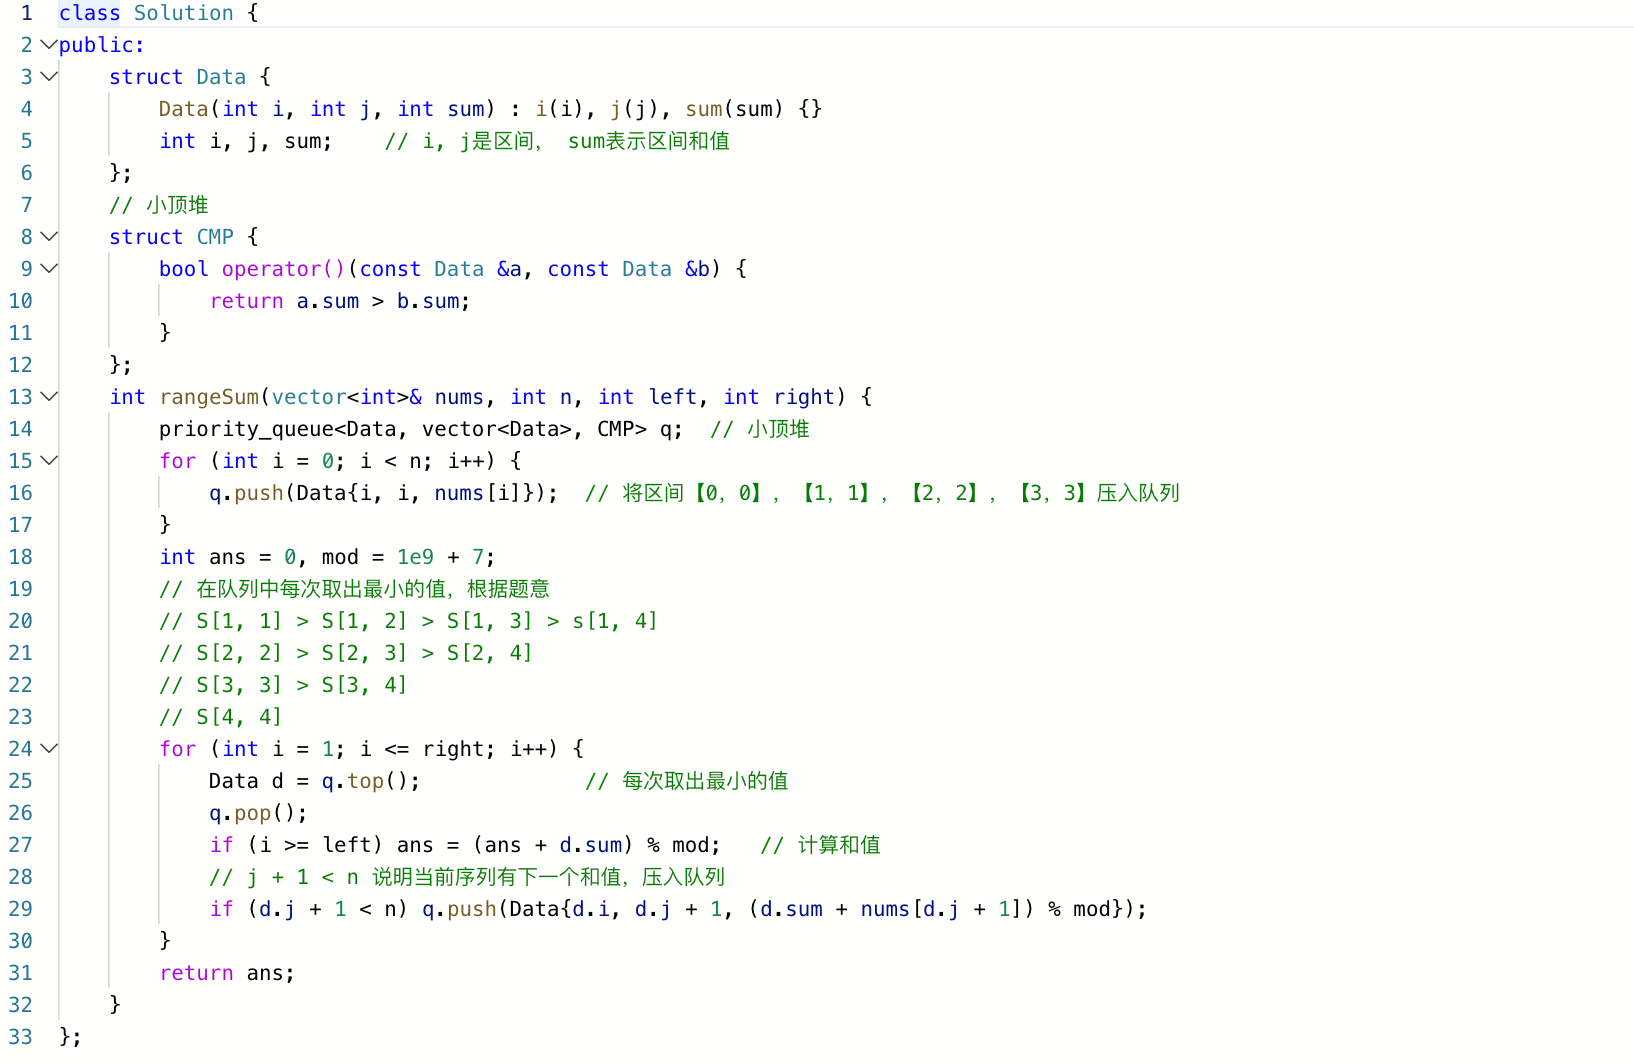 1 class Solution {
2 public:
3     struct Data {
4         Data(int i, int j, int sum) : i(i), j(j), sum(sum) {}
5         int i, j, sum;    // i, j是区间， sum表示区间和值
6     };
7     // 小顶堆
8     struct CMP {
9         bool operator()(const Data &a, const Data &b) {
10             return a.sum > b.sum;
11         }
12     };
13     int rangeSum(vector<int>& nums, int n, int left, int right) {
14         priority_queue<Data, vector<Data>, CMP> q;  // 小顶堆
15         for (int i = 0; i < n; i++) {
16             q.push(Data{i, i, nums[i]});  // 将区间【0，0】，【1，1】，【2，2】，【3，3】压入队列
17         }
18         int ans = 0, mod = 1e9 + 7;
19         // 在队列中每次取出最小的值，根据题意
20         // S[1, 1] > S[1, 2] > S[1, 3] > s[1, 4]
21         // S[2, 2] > S[2, 3] > S[2, 4]
22         // S[3, 3] > S[3, 4]
23         // S[4, 4]
24         for (int i = 1; i <= right; i++) {
25             Data d = q.top();             // 每次取出最小的值
26             q.pop();
27             if (i >= left) ans = (ans + d.sum) % mod;   // 计算和值
28             // j + 1 < n 说明当前序列有下一个和值，压入队列
29             if (d.j + 1 < n) q.push(Data{d.i, d.j + 1, (d.sum + nums[d.j + 1]) % mod});
30         }
31         return ans;
32     }
33 };